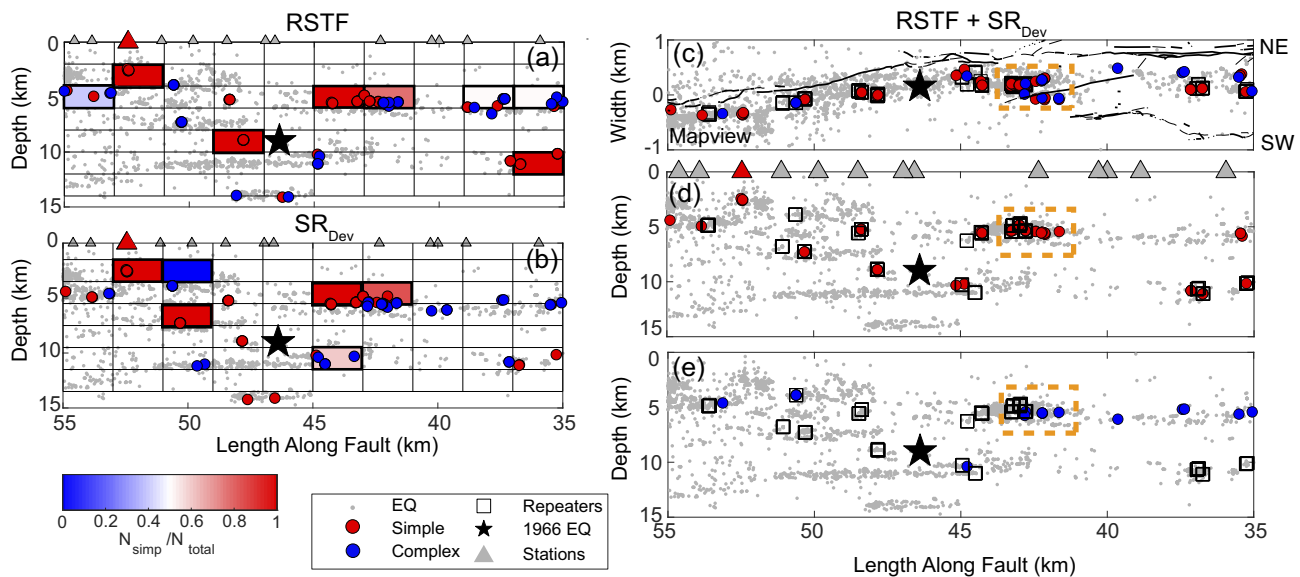 RSTF
(a)
Depth (km)
0
5
10
15
SR_Dev
(b)
Depth (km)
0
5
10
15
55 50 45 40 35
Length Along Fault (km)
0 0.2 0.4 0.6 0.8 1
N_simp /N_total
EQ
Simple
Complex
Repeaters
1966 EQ
Stations
RSTF + SR_Dev
(c)
Width (km)
1
0
-1
NE
SW
Mapview
(d)
Depth (km)
0
5
10
15
(e)
Depth (km)
0
5
10
15
55 50 45 40 35
Length Along Fault (km)